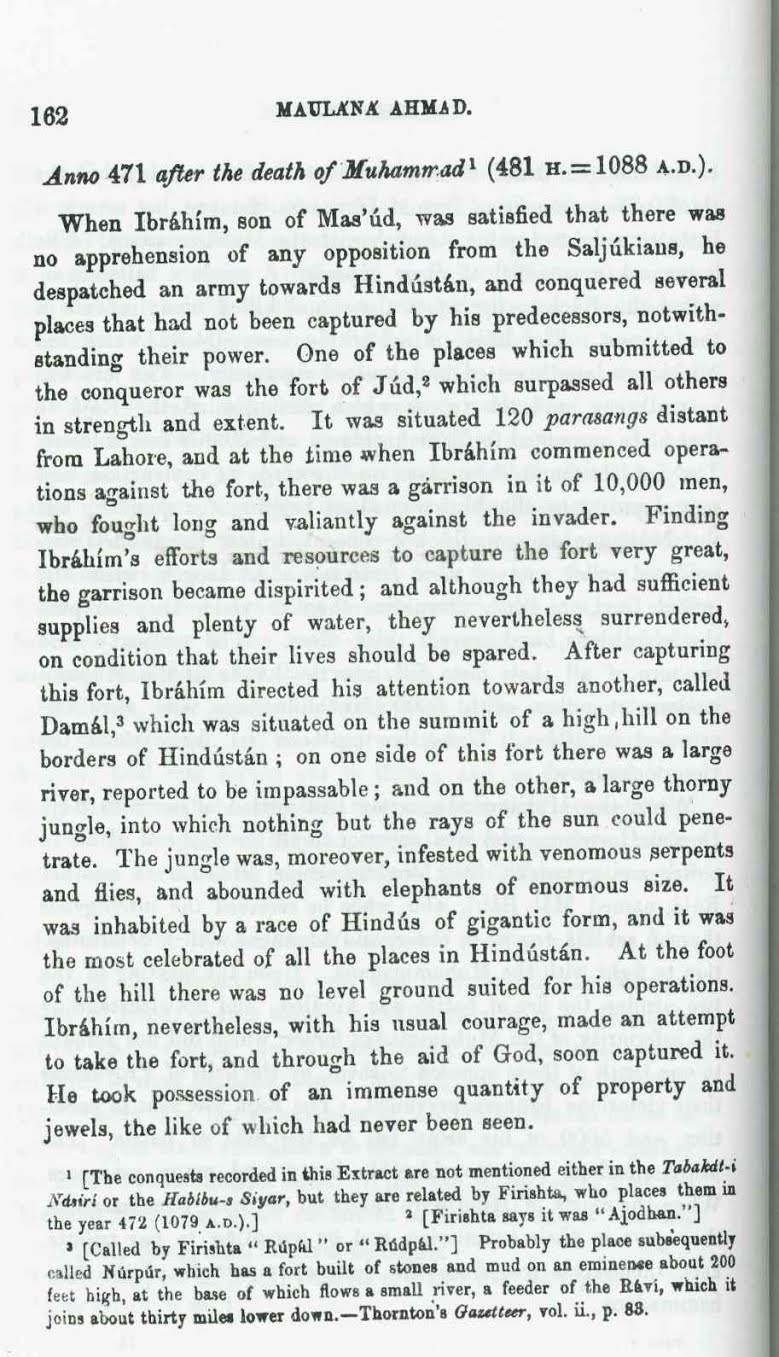 162
MAULÁNÁ AHMAD.
Anno 471 after the death of Muhammad¹ (481 H.=1088 A.D.).
When Ibráhím, son of Mas'úd, was satisfied that there was
no apprehension of any opposition from the Saljúkians, he
despatched an army towards Hindústán, and conquered several
places that had not been captured by his predecessors, notwith-
standing their power. One of the places which submitted to
the conqueror was the fort of Júd,² which surpassed all others
in strength and extent. It was situated 120 parasangs distant
from Lahore, and at the time when Ibráhím commenced opera-
tions against the fort, there was a garrison in it of 10,000 men,
who fought long and valiantly against the invader. Finding
Ibráhím's efforts and resources to capture the fort very great,
the garrison became dispirited; and although they had sufficient
supplies and plenty of water, they nevertheless surrendered,
on condition that their lives should be spared. After capturing
this fort, Ibráhím directed his attention towards another, called
Damál,³ which was situated on the summit of a high hill on the
borders of Hindústán; on one side of this fort there was a large
river, reported to be impassable; and on the other, a large thorny
jungle, into which nothing but the rays of the sun could pene-
trate. The jungle was, moreover, infested with venomous serpents
and flies, and abounded with elephants of enormous size. It
was inhabited by a race of Hindús of gigantic form, and it was
the most celebrated of all the places in Hindústán. At the foot
of the hill there was no level ground suited for his operations.
Ibráhím, nevertheless, with his usual courage, made an attempt
to take the fort, and through the aid of God, soon captured it.
He took possession of an immense quantity of property and
jewels, the like of which had never been seen.
¹ [The conquests recorded in this Extract are not mentioned either in the Tabakát-i
Násirí or the Habíbu-s Siyar, but they are related by Firishta, who places them in
the year 472 (1079 A.D.).] ² [Firishta says it was "Ajodhan."]
³ [Called by Firishta "Rúpál" or "Rúdpál."] Probably the place subsequently
called Núrpúr, which has a fort built of stones and mud on an eminense about 200
feet high, at the base of which flows a small river, a feeder of the Ráví, which it
joins about thirty miles lower down.—Thornton's Gazetteer, vol. ii., p. 83.